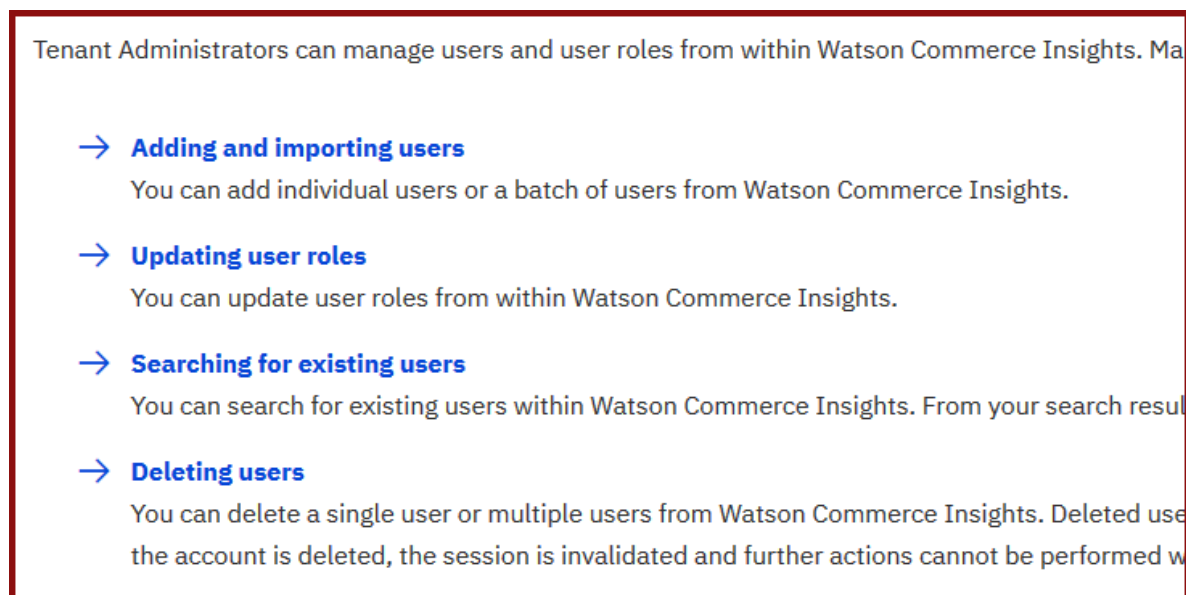 Tenant Administrators can manage users and user roles from within Watson Commerce Insights. Ma
Adding and importing users
You can add individual users or a batch of users from Watson Commerce Insights.
Updating user roles
You can update user roles from within Watson Commerce Insights.
Searching for existing users
You can search for existing users within Watson Commerce Insights. From your search resul
Deleting users
You can delete a single user or multiple users from Watson Commerce Insights. Deleted use
the account is deleted, the session is invalidated and further actions cannot be performed w